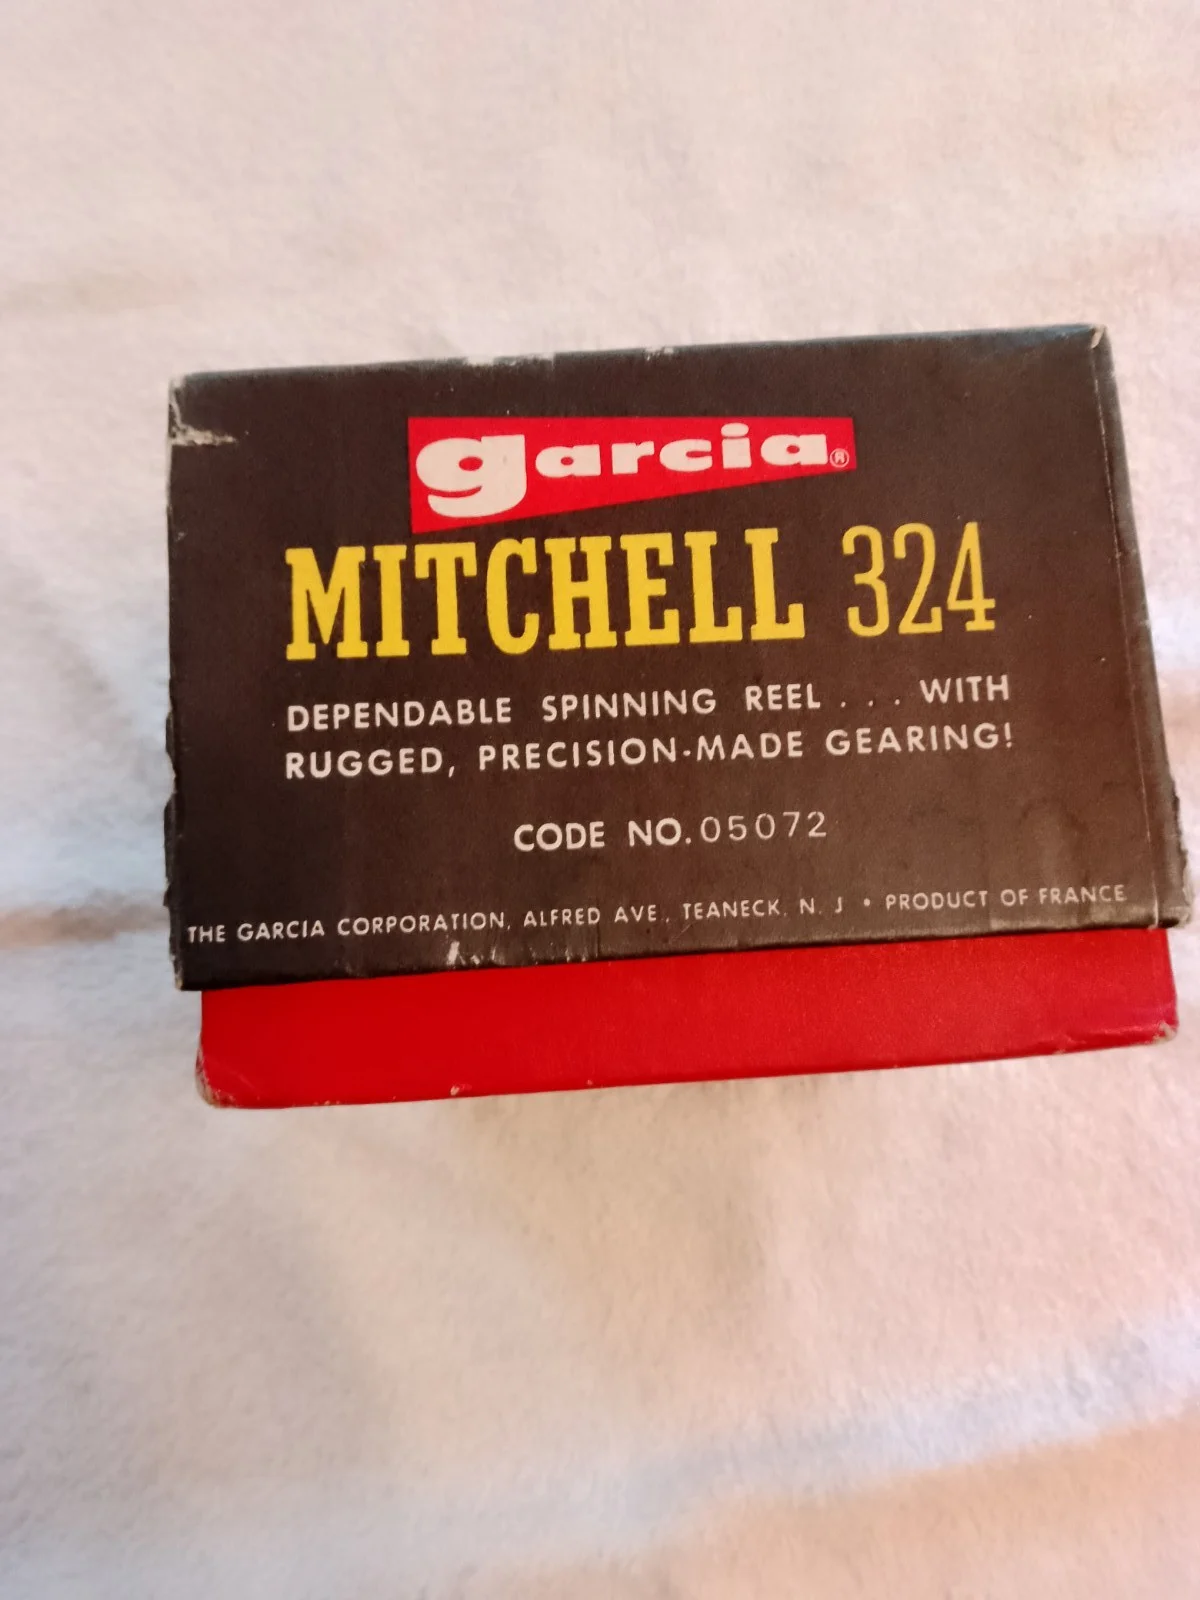 garcia®
MITCHELL 324
DEPENDABLE SPINNING REEL . . . WITH
RUGGED, PRECISION-MADE GEARING!
CODE NO. 05072
THE GARCIA CORPORATION, ALFRED AVE., TEANECK, N. J • PRODUCT OF FRANCE